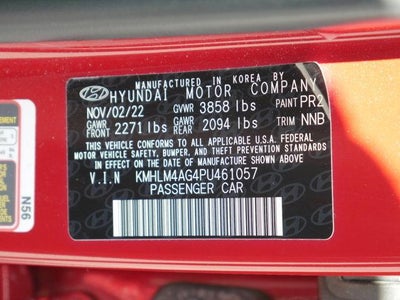 MANUFACTURED IN KOREA BY
HYUNDAI MOTOR COMPANY
NOV/02/22 GVWR 3858 lbs PAINT PR2
GAWR FRONT 2271 lbs GAWR REAR 2094 lbs TRIM NNB
THIS VEHICLE CONFORMS TO ALL APPLICABLE U.S.A. FEDERAL
MOTOR VEHICLE SAFETY, BUMPER, AND THEFT PREVENTION STANDARDS
IN EFFECT ON THE DATE OF MANUFACTURE SHOWN ABOVE.
V.I.N KMHLM4AG4PU461057
PASSENGER CAR
N56